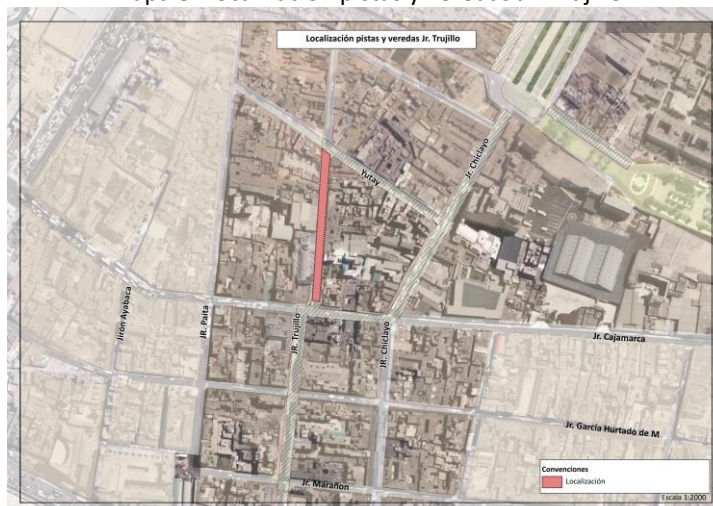 Localización pistas y veredas Jr. Trujillo
Jr. Chiclayo
Yutay
Jirón Ayabaca
JR. Paita
JR. Trujillo
JR. Chiclayo
Jr. Cajamarca
Jr. García Hurtado de M
Jr. Marañon
Convenciones
Localización
Escala 1:2000